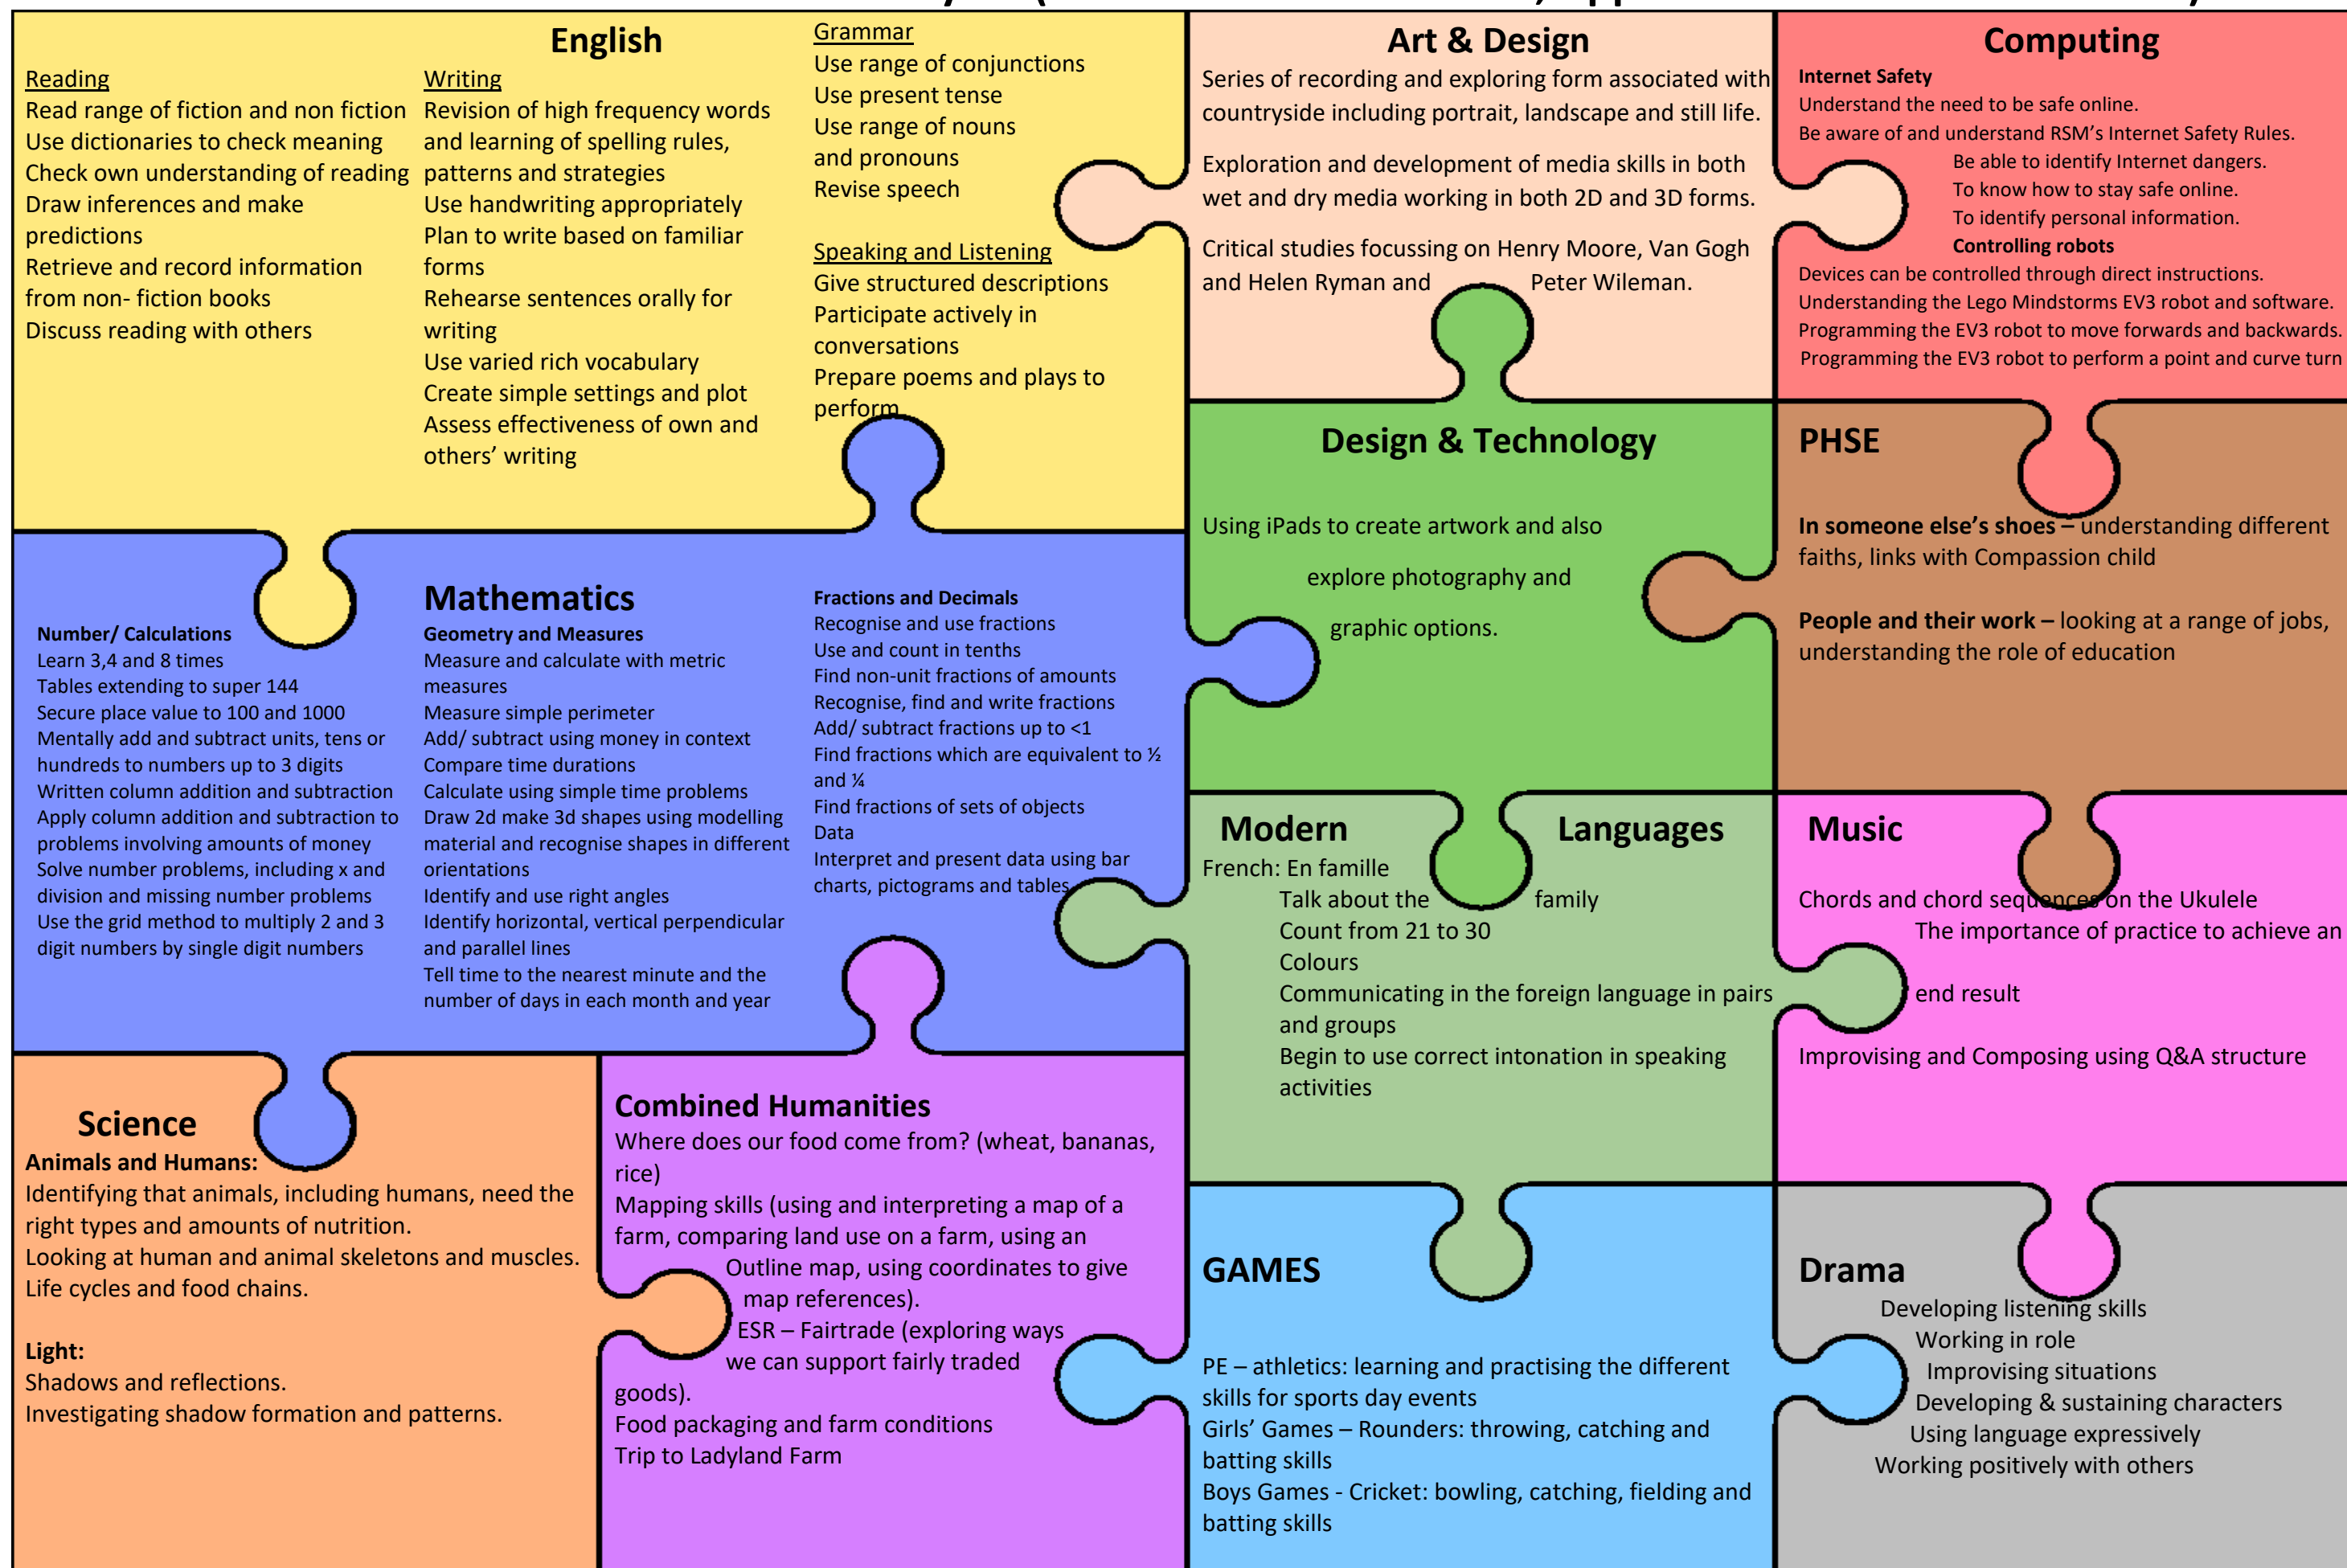 English
Reading
Read range of fiction and non fiction
Use dictionaries to check meaning
Check own understanding of reading
Draw inferences and make
predictions
Retrieve and record information
from non- fiction books
Discuss reading with others
Writing
Revision of high frequency words
and learning of spelling rules,
patterns and strategies
Use handwriting appropriately
Plan to write based on familiar
forms
Rehearse sentences orally for
writing
Use varied rich vocabulary
Create simple settings and plot
Assess effectiveness of own and
others’ writing
Grammar
Use range of conjunctions
Use present tense
Use range of nouns
and pronouns
Revise speech
Speaking and Listening
Give structured descriptions
Participate actively in
conversations
Prepare poems and plays to
perform
Art & Design
Series of recording and exploring form associated with
countryside including portrait, landscape and still life.
Exploration and development of media skills in both
wet and dry media working in both 2D and 3D forms.
Critical studies focussing on Henry Moore, Van Gogh
and Helen Ryman and Peter Wileman.
Computing
Internet Safety
Understand the need to be safe online.
Be aware of and understand RSM’s Internet Safety Rules.
Be able to identify Internet dangers.
To know how to stay safe online.
To identify personal information.
Controlling robots
Devices can be controlled through direct instructions.
Understanding the Lego Mindstorms EV3 robot and software.
Programming the EV3 robot to move forwards and backwards.
Programming the EV3 robot to perform a point and curve turn
Design & Technology
Using iPads to create artwork and also
explore photography and
graphic options.
PHSE
In someone else’s shoes – understanding different
faiths, links with Compassion child
People and their work – looking at a range of jobs,
understanding the role of education
Mathematics
Number/ Calculations
Learn 3,4 and 8 times
Tables extending to super 144
Secure place value to 100 and 1000
Mentally add and subtract units, tens or
hundreds to numbers up to 3 digits
Written column addition and subtraction
Apply column addition and subtraction to
problems involving amounts of money
Solve number problems, including x and
division and missing number problems
Use the grid method to multiply 2 and 3
digit numbers by single digit numbers
Geometry and Measures
Measure and calculate with metric
measures
Measure simple perimeter
Add/ subtract using money in context
Compare time durations
Calculate using simple time problems
Draw 2d make 3d shapes using modelling
material and recognise shapes in different
orientations
Identify and use right angles
Identify horizontal, vertical perpendicular
and parallel lines
Tell time to the nearest minute and the
number of days in each month and year
Fractions and Decimals
Recognise and use fractions
Use and count in tenths
Find non-unit fractions of amounts
Recognise, find and write fractions
Add/ subtract fractions up to <1
Find fractions which are equivalent to ½
and ¼
Find fractions of sets of objects
Data
Interpret and present data using bar
charts, pictograms and tables
Modern Languages
French: En famille
Talk about the family
Count from 21 to 30
Colours
Communicating in the foreign language in pairs
and groups
Begin to use correct intonation in speaking
activities
Music
Chords and chord sequences on the Ukulele
The importance of practice to achieve an
end result
Improvising and Composing using Q&A structure
Science
Animals and Humans:
Identifying that animals, including humans, need the
right types and amounts of nutrition.
Looking at human and animal skeletons and muscles.
Life cycles and food chains.
Light:
Shadows and reflections.
Investigating shadow formation and patterns.
Combined Humanities
Where does our food come from? (wheat, bananas,
rice)
Mapping skills (using and interpreting a map of a
farm, comparing land use on a farm, using an
Outline map, using coordinates to give
map references).
ESR – Fairtrade (exploring ways
we can support fairly traded
goods).
Food packaging and farm conditions
Trip to Ladyland Farm
GAMES
PE – athletics: learning and practising the different
skills for sports day events
Girls’ Games – Rounders: throwing, catching and
batting skills
Boys Games - Cricket: bowling, catching, fielding and
batting skills
Drama
Developing listening skills
Working in role
Improvising situations
Developing & sustaining characters
Using language expressively
Working positively with others